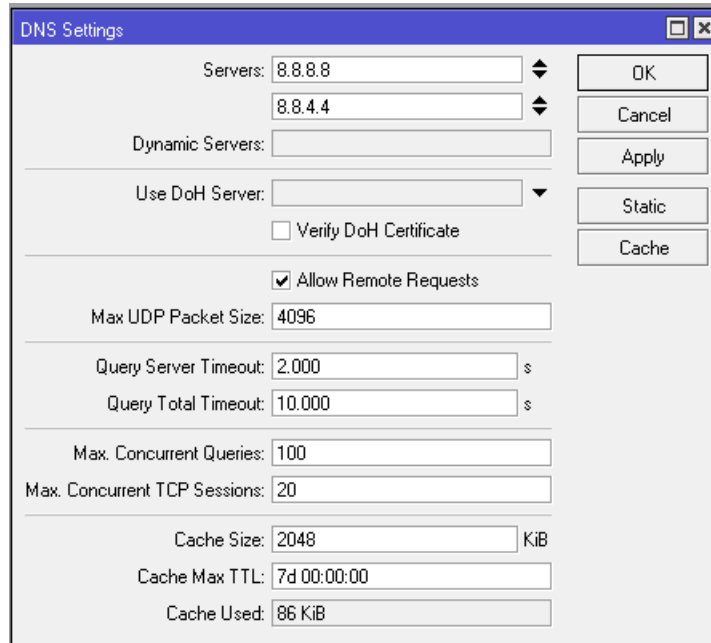 DNS Settings
Servers: 8.8.8.8
OK
8.8.4.4
Cancel
Dynamic Servers:
Apply
Use DoH Server:
Static
Verify DoH Certificate
Cache
Allow Remote Requests
Max UDP Packet Size: 4096
Query Server Timeout: 2.000 s
Query Total Timeout: 10.000 s
Max. Concurrent Queries: 100
Max. Concurrent TCP Sessions: 20
Cache Size: 2048 KiB
Cache Max TTL: 7d 00:00:00
Cache Used: 86 KiB